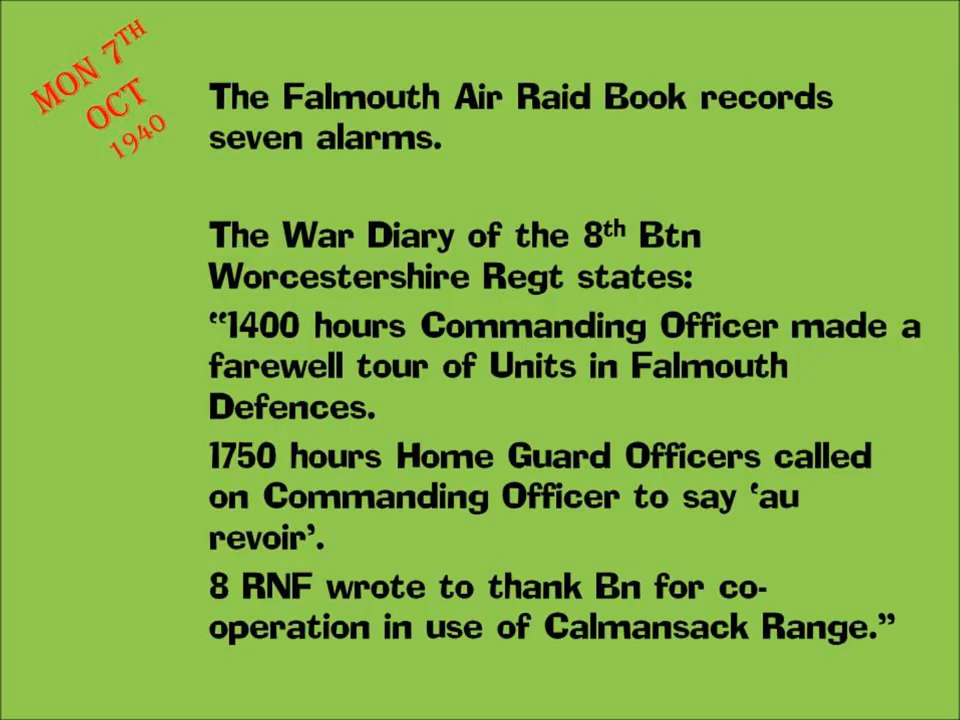 MON 7TH
OCT
1940
The Falmouth Air Raid Book records
seven alarms.
The War Diary of the 8th Btn
Worcestershire Regt states:
“1400 hours Commanding Officer made a
farewell tour of Units in Falmouth
Defences.
1750 hours Home Guard Officers called
on Commanding Officer to say ‘au
revoir’.
8 RNF wrote to thank Bn for co-
operation in use of Calmansack Range.”